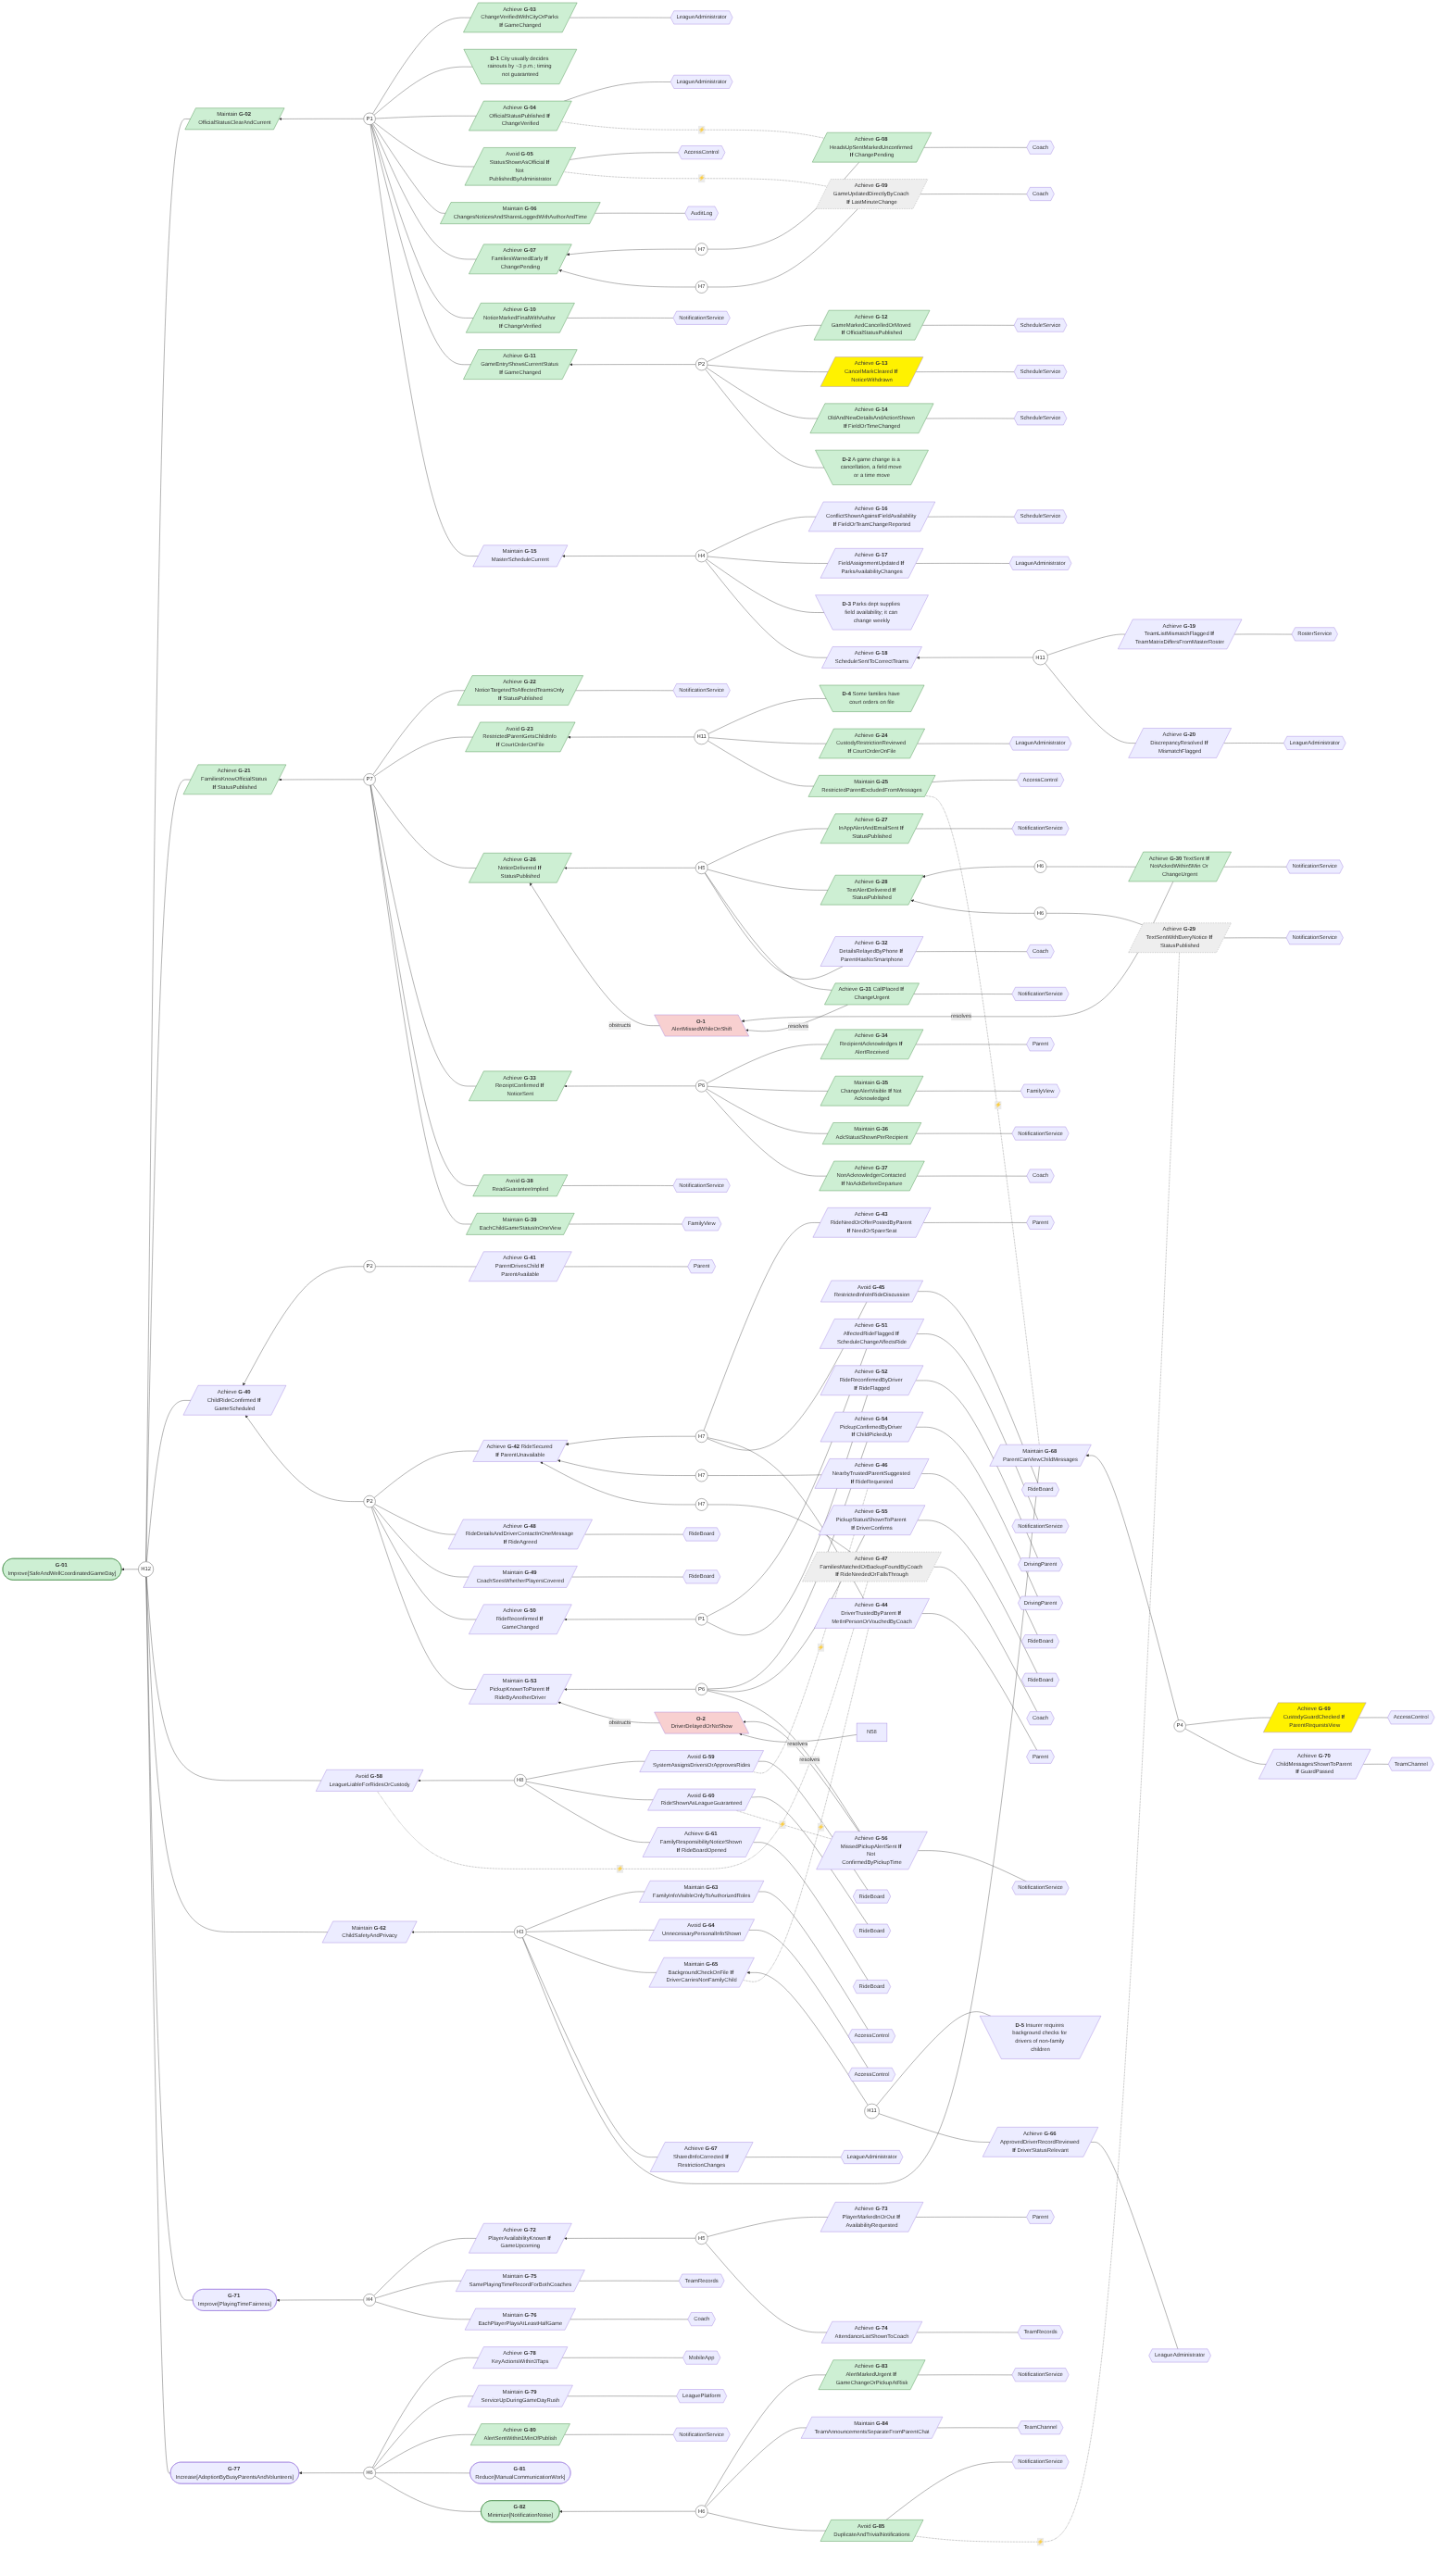 Achieve G-03
ChangeVerifiedWithCityOrParks
If GameChanged
LeagueAdministrator
D-1 City usually decides
rainouts by ~3 p.m.; timing
not guaranteed
LeagueAdministrator
Maintain G-02
OfficialStatusClearAndCurrent
P1
Achieve G-04
OfficialStatusPublished If
ChangeVerified
⚡
Achieve G-08
HeadsUpSentMarkedUnconfirmed
If ChangePending
Coach
Avoid G-05
StatusShownAsOfficial If
Not
PublishedByAdministrator
AccessControl
⚡
Achieve G-09
GameUpdatedDirectlyByCoach
If LastMinuteChange
Coach
Maintain G-06
ChangesNoticesAndSharesLoggedWithAuthorAndTime
AuditLog
Achieve G-07
FamiliesWarnedEarly If
ChangePending
H7
H7
Achieve G-10
NoticeMarkedFinalWithAuthor
If ChangeVerified
NotificationService
Achieve G-12
GameMarkedCancelledOrMoved
If OfficialStatusPublished
ScheduleService
Achieve G-11
GameEntryShowsCurrentStatus
If GameChanged
P2
Achieve G-13
CancelMarkCleared If
NoticeWithdrawn
ScheduleService
Achieve G-14
OldAndNewDetailsAndActionShown
If FieldOrTimeChanged
ScheduleService
D-2 A game change is a
cancellation, a field move
or a time move
Achieve G-16
ConflictShownAgainstFieldAvailability
If FieldOrTeamChangeReported
ScheduleService
Maintain G-15
MasterScheduleCurrent
H4
Achieve G-17
FieldAssignmentUpdated If
ParksAvailabilityChanges
LeagueAdministrator
D-3 Parks dept supplies
field availability; it can
change weekly
Achieve G-19
TeamListMismatchFlagged If
TeamMatrixDiffersFromMasterRoster
RosterService
Achieve G-18
ScheduleSentToCorrectTeams
H11
Achieve G-22
NoticeTargetedToAffectedTeamsOnly
If StatusPublished
NotificationService
D-4 Some families have
court orders on file
Avoid G-23
RestrictedParentGetsChildInfo
If CourtOrderOnFile
H11
Achieve G-24
CustodyRestrictionReviewed
If CourtOrderOnFile
LeagueAdministrator
Achieve G-20
DiscrepancyResolved If
MismatchFlagged
LeagueAdministrator
Achieve G-21
FamiliesKnowOfficialStatus
If StatusPublished
P7
Maintain G-25
RestrictedParentExcludedFromMessages
AccessControl
Achieve G-27
InAppAlertAndEmailSent If
StatusPublished
NotificationService
Achieve G-26
NoticeDelivered If
StatusPublished
H5
Achieve G-28
TextAlertDelivered If
StatusPublished
H6
Achieve G-30 TextSent If
NotAckedWithin5Min Or
ChangeUrgent
NotificationService
H6
Achieve G-29
TextSentWithEveryNotice If
StatusPublished
NotificationService
Achieve G-32
DetailsRelayedByPhone If
ParentHasNoSmartphone
Coach
Achieve G-31 CallPlaced If
ChangeUrgent
NotificationService
obstructs
O-1
AlertMissedWhileOnShift
resolves
resolves
Achieve G-34
RecipientAcknowledges If
AlertReceived
Parent
Achieve G-33
ReceiptConfirmed If
NoticeSent
P6
Maintain G-35
ChangeAlertVisible If Not
Acknowledged
FamilyView
⚡
Maintain G-36
AckStatusShownPerRecipient
NotificationService
Achieve G-37
NonAcknowledgerContacted
If NoAckBeforeDeparture
Coach
Avoid G-38
ReadGuaranteeImplied
NotificationService
Maintain G-39
EachChildGameStatusInOneView
FamilyView
Achieve G-43
RideNeedOrOfferPostedByParent
If NeedOrSpareSeat
Parent
P2
Achieve G-41
ParentDrivesChild If
ParentAvailable
Parent
Avoid G-45
RestrictedInfoInRideDiscussion
Achieve G-51
AffectedRideFlagged If
ScheduleChangeAffectsRide
Achieve G-40
ChildRideConfirmed If
GameScheduled
Achieve G-52
RideReconfirmedByDriver
If RideFlagged
Achieve G-54
PickupConfirmedByDriver
If ChildPickedUp
Achieve G-42 RideSecured
If ParentUnavailable
H7
Maintain G-68
ParentCanViewChildMessages
H7
Achieve G-46
NearbyTrustedParentSuggested
If RideRequested
RideBoard
P2
H7
Achieve G-55
PickupStatusShownToParent
If DriverConfirms
NotificationService
Achieve G-48
RideDetailsAndDriverContactInOneMessage
If RideAgreed
RideBoard
G-01
Improve[SafeAndWellCoordinatedGameDay]
H12
Achieve G-47
FamiliesMatchedOrBackupFoundByCoach
If RideNeededOrFallsThrough
DrivingParent
Maintain G-49
CoachSeesWhetherPlayersCovered
RideBoard
DrivingParent
Achieve G-50
RideReconfirmed If
GameChanged
P1
Achieve G-44
DriverTrustedByParent If
MetInPersonOrVouchedByCoach
RideBoard
⚡
Maintain G-53
PickupKnownToParent If
RideByAnotherDriver
P6
RideBoard
obstructs
O-2
DriverDelayedOrNoShow
N58
Coach
P4
Achieve G-69
CustodyGuardChecked If
ParentRequestsView
AccessControl
resolves
resolves
Parent
Achieve G-70
ChildMessagesShownToParent
If GuardPassed
TeamChannel
Avoid G-58
LeagueLiableForRidesOrCustody
H8
Avoid G-59
SystemAssignsDriversOrApprovesRides
Avoid G-60
RideShownAsLeagueGuaranteed
⚡
⚡
Achieve G-61
FamilyResponsibilityNoticeShown
If RideBoardOpened
Achieve G-56
MissedPickupAlertSent If
Not
ConfirmedByPickupTime
⚡
NotificationService
RideBoard
Maintain G-63
FamilyInfoVisibleOnlyToAuthorizedRoles
RideBoard
Maintain G-62
ChildSafetyAndPrivacy
H3
Avoid G-64
UnnecessaryPersonalInfoShown
Maintain G-65
BackgroundCheckOnFile If
DriverCarriesNonFamilyChild
RideBoard
AccessControl
D-5 Insurer requires
background checks for
drivers of non-family
children
AccessControl
H11
Achieve G-66
ApprovedDriverRecordReviewed
If DriverStatusRelevant
Achieve G-67
SharedInfoCorrected If
RestrictionChanges
LeagueAdministrator
Achieve G-73
PlayerMarkedInOrOut If
AvailabilityRequested
Parent
Achieve G-72
PlayerAvailabilityKnown If
GameUpcoming
H5
Maintain G-75
SamePlayingTimeRecordForBothCoaches
TeamRecords
G-71
Improve[PlayingTimeFairness]
H4
Maintain G-76
EachPlayerPlaysAtLeastHalfGame
Coach
Achieve G-74
AttendanceListShownToCoach
TeamRecords
LeagueAdministrator
Maintain G-78
KeyActionsWithin3Taps
MobileApp
Achieve G-83
AlertMarkedUrgent If
GameChangeOrPickupAtRisk
NotificationService
Maintain G-79
ServiceUpDuringGameDayRush
LeaguePlatform
Achieve G-80
AlertSentWithin1MinOfPublish
NotificationService
Maintain G-84
TeamAnnouncementsSeparateFromParentChat
TeamChannel
G-77
Increase[AdoptionByBusyParentsAndVolunteers]
H6
G-81
Reduce[ManualCommunicationWork]
NotificationService
G-82
Minimize[NotificationNoise]
H6
Avoid G-85
DuplicateAndTrivialNotifications
⚡